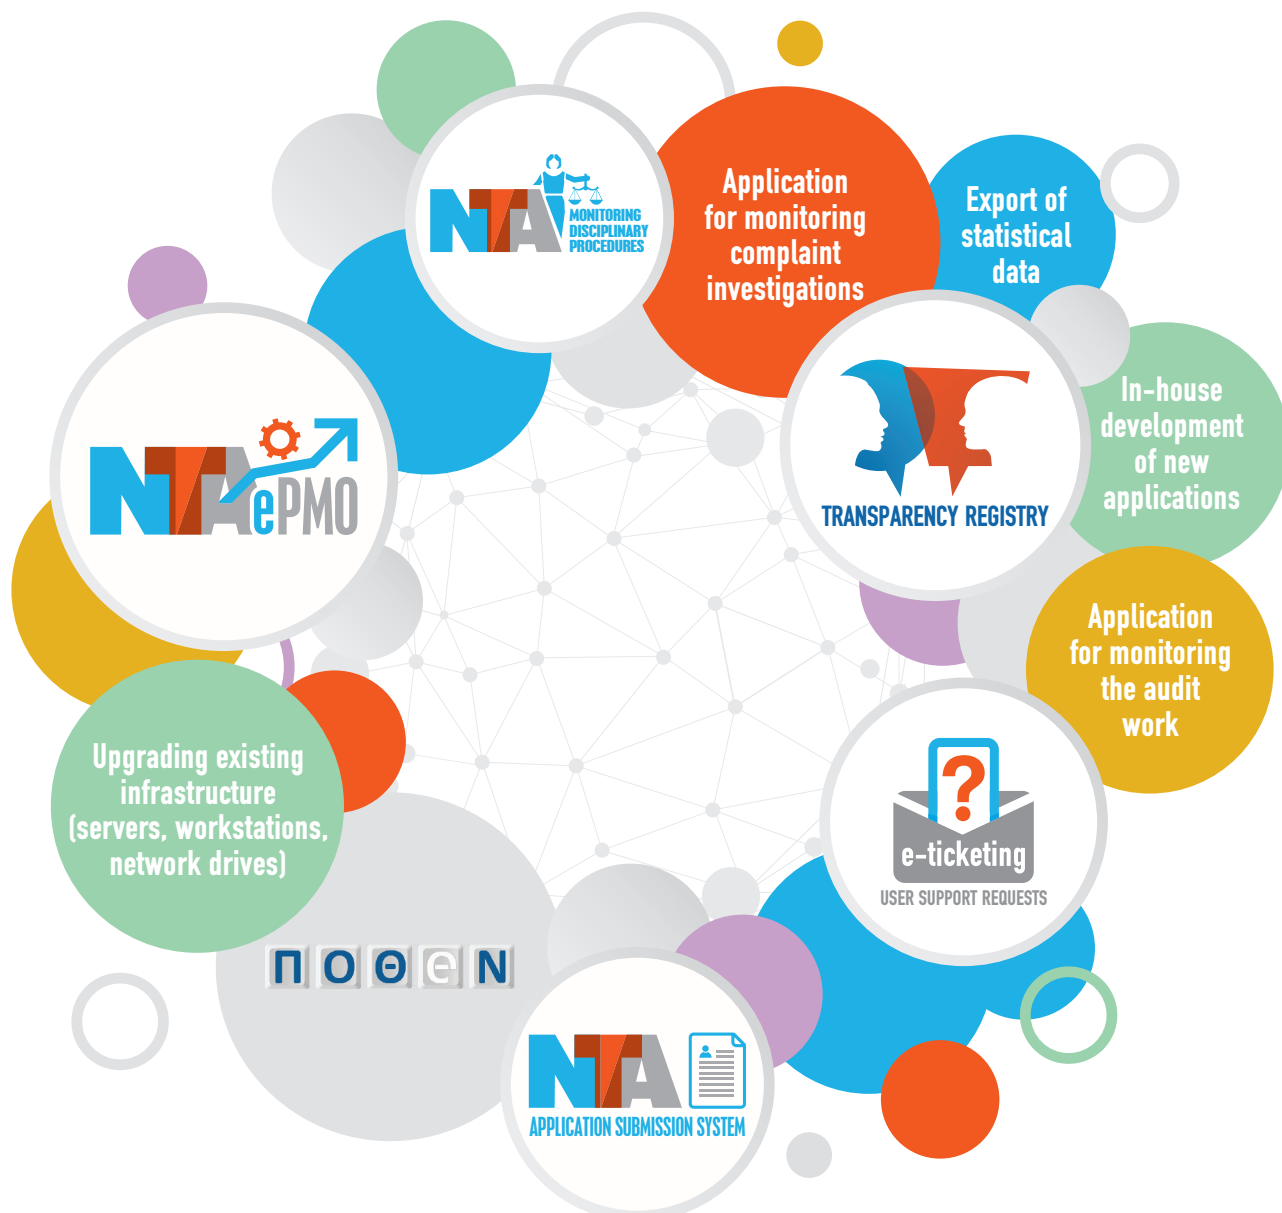 NTA
MONITORING
DISCIPLINARY
PROCEDURES
Application
for monitoring
complaint
investigations
Export of
statistical
data
In-house
development
of new
applications
TRANSPARENCY REGISTRY
NTA ePMO
Application
for monitoring
the audit
work
Upgrading existing
infrastructure
(servers, workstations,
network drives)
?
e-ticketing
USER SUPPORT REQUESTS
ΠΟΘeΝ
NTA
APPLICATION SUBMISSION SYSTEM